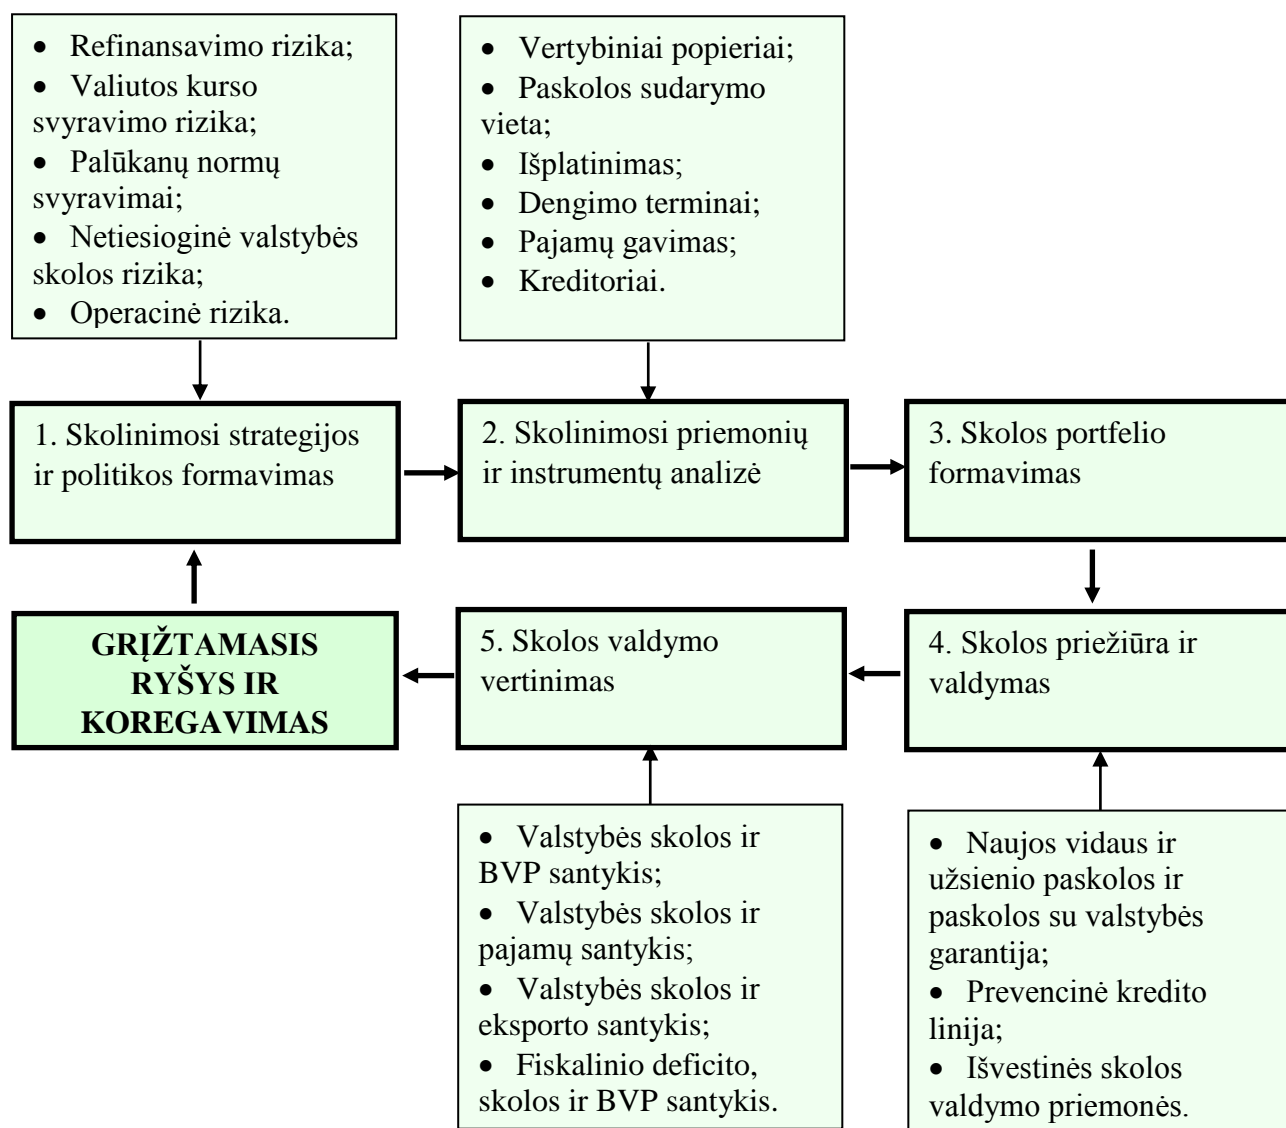 • Refinansavimo rizika;
• Valiutos kurso
svyravimo rizika;
• Palūkanų normų
svyravimai;
• Netiesioginė valstybės
skolos rizika;
• Operacinė rizika.
• Vertybiniai popieriai;
• Paskolos sudarymo
vieta;
• Išplatinimas;
• Dengimo terminai;
• Pajamų gavimas;
• Kreditoriai.
1. Skolinimosi strategijos
ir politikos formavimas
2. Skolinimosi priemonių
ir instrumentų analizė
3. Skolos portfelio
formavimas
GRĮŽTAMASIS
RYŠYS IR
KOREGAVIMAS
5. Skolos valdymo
vertinimas
4. Skolos priežiūra ir
valdymas
• Valstybės skolos ir
BVP santykis;
• Valstybės skolos ir
pajamų santykis;
• Valstybės skolos ir
eksporto santykis;
• Fiskalinio deficito,
skolos ir BVP santykis.
• Naujos vidaus ir
užsienio paskolos ir
paskolos su valstybės
garantija;
• Prevencinė kredito
linija;
• Išvestinės skolos
valdymo priemonės.